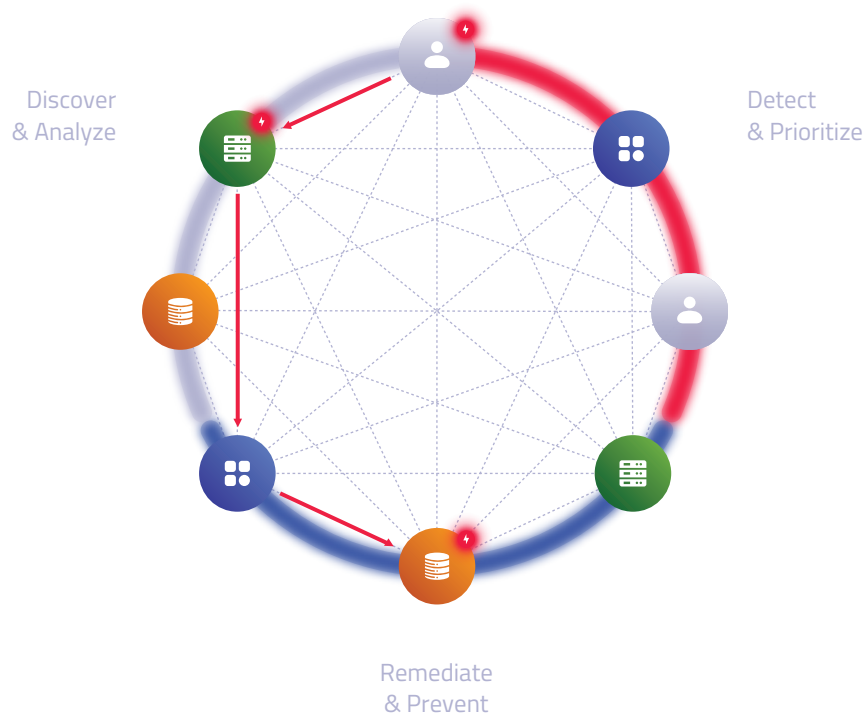 Discover
& Analyze
Detect
& Prioritize
Remediate
& Prevent